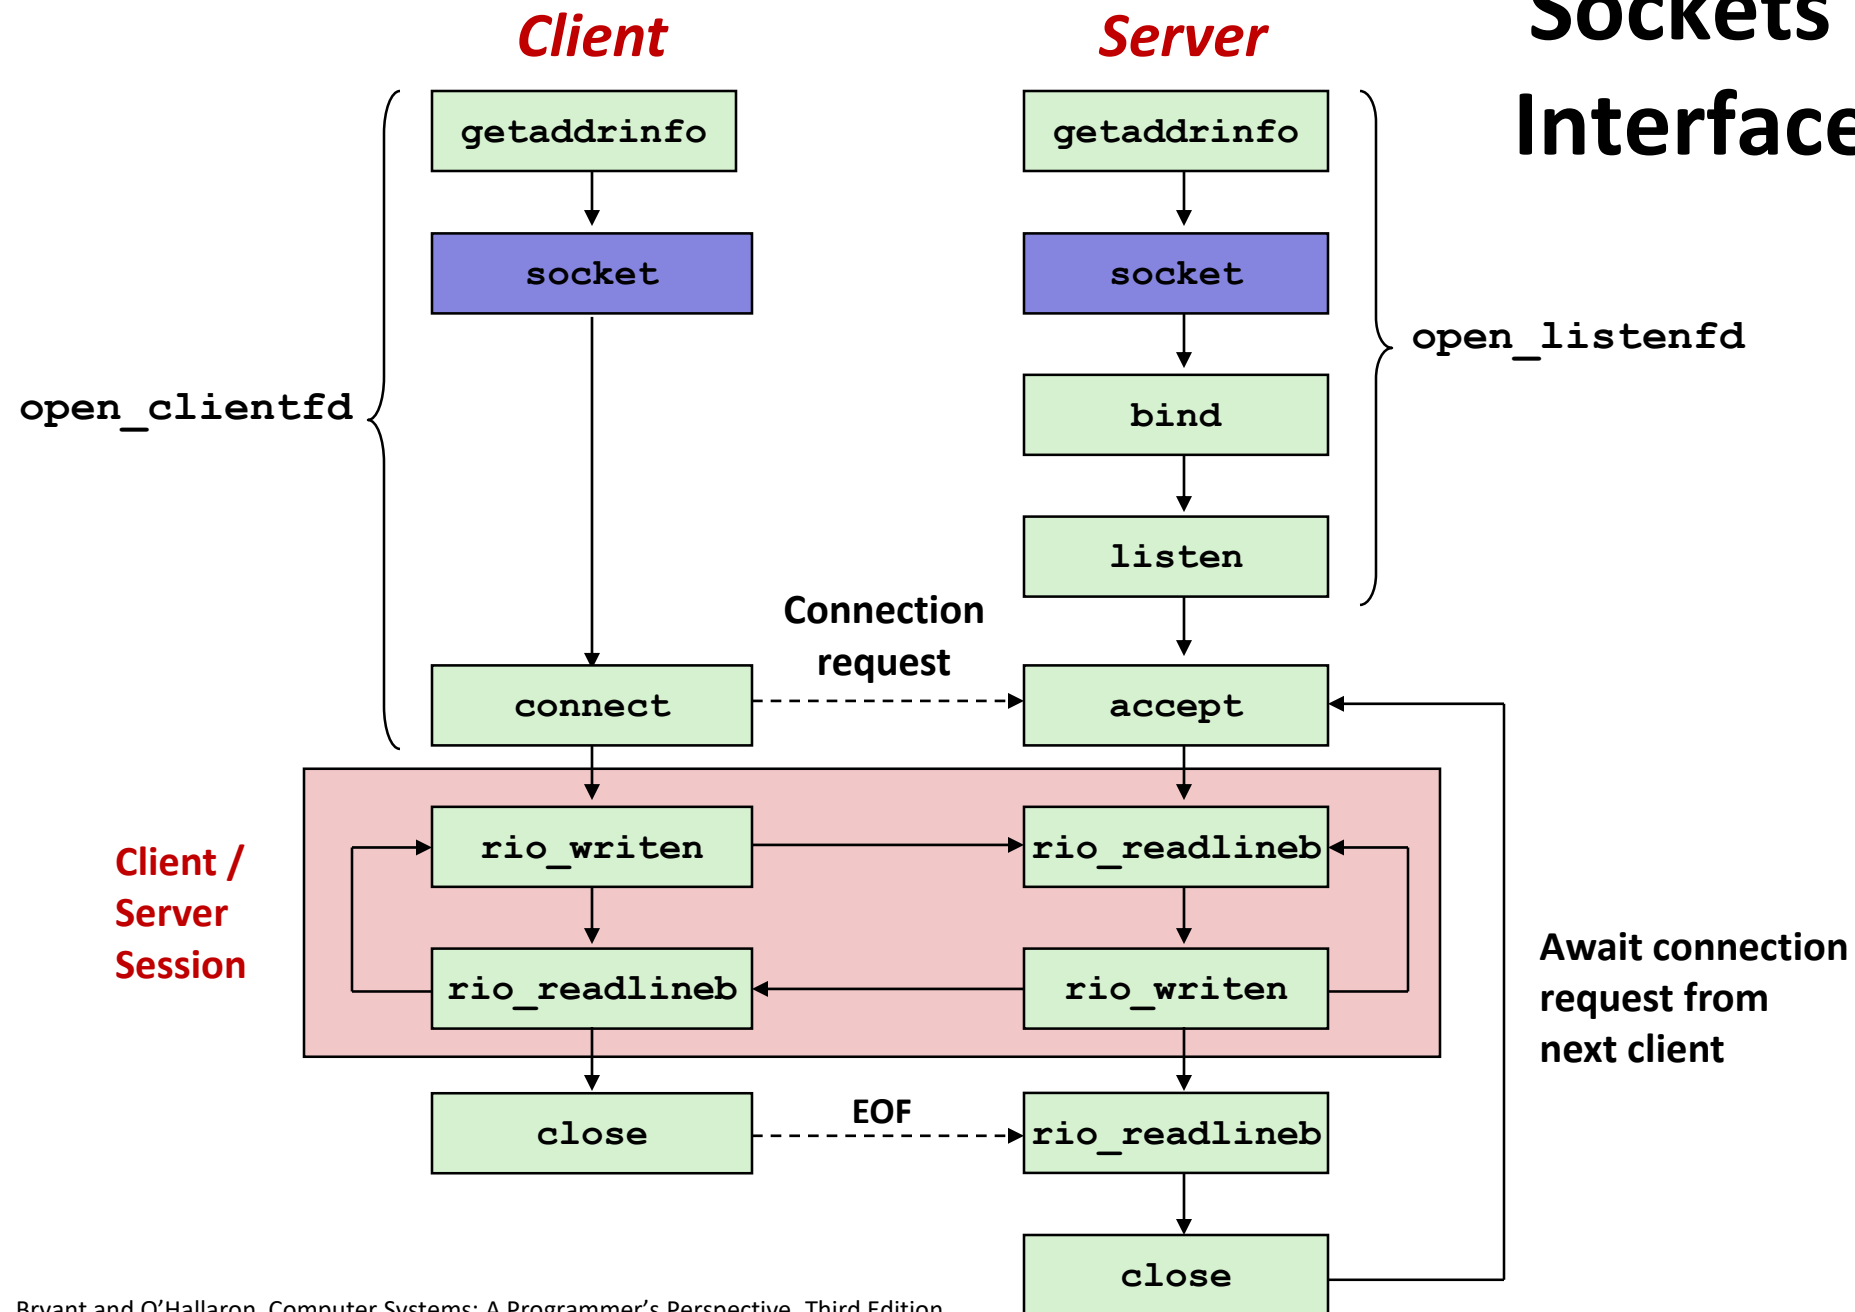 Client
Server
Sockets
Interface
getaddrinfo
getaddrinfo
socket
socket
open_listenfd
open_clientfd
bind
listen
Connection
request
connect
accept
Client /
Server
Session
rio_writen
rio_readlineb
rio_readlineb
rio_writen
Await connection
request from
next client
close
EOF
rio_readlineb
close
Bryant and O'Hallaron, Computer Systems: A Programmer's Perspective, Third Edition